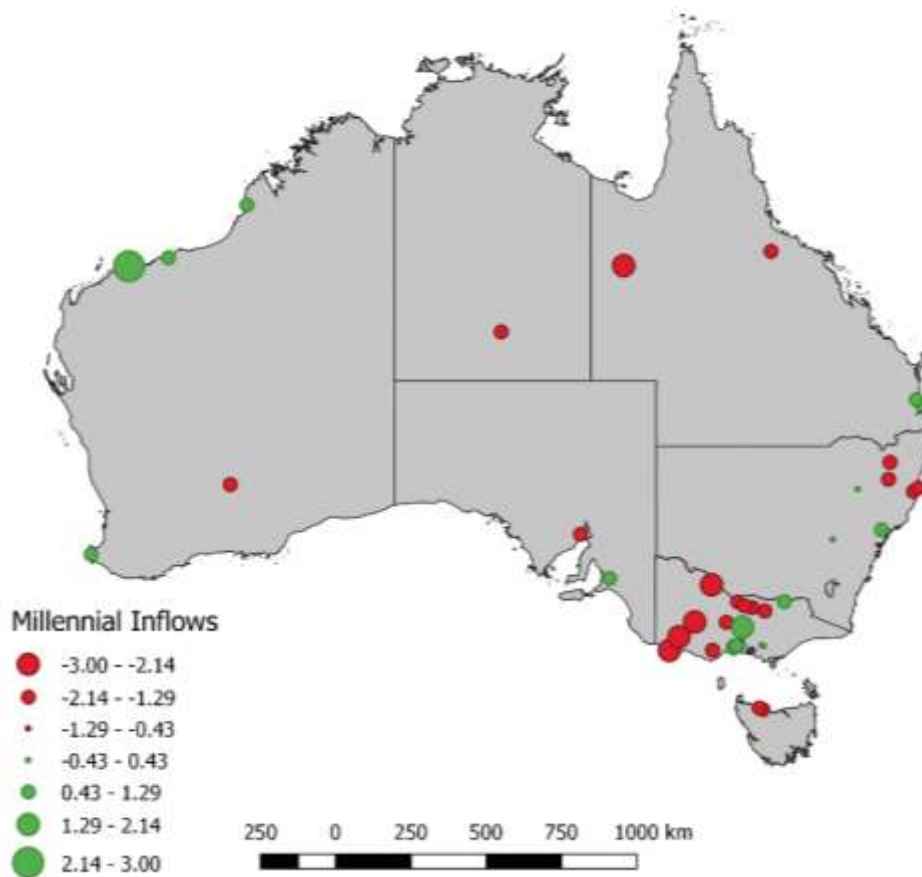 Millennial Inflows
-3.00 - -2.14
-2.14 - -1.29
-1.29 - -0.43
-0.43 - 0.43
0.43 - 1.29
1.29 - 2.14
2.14 - 3.00
250 0 250 500 750 1000 km